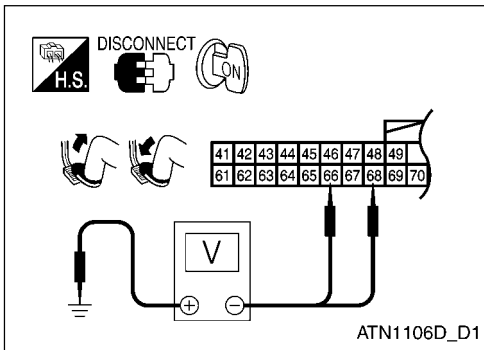 DISCONNECT
H.S.
ON
41 42 43 44 45 46 47 48 49
61 62 63 64 65 66 67 68 69 70
V
+ −
ATN1106D_D1